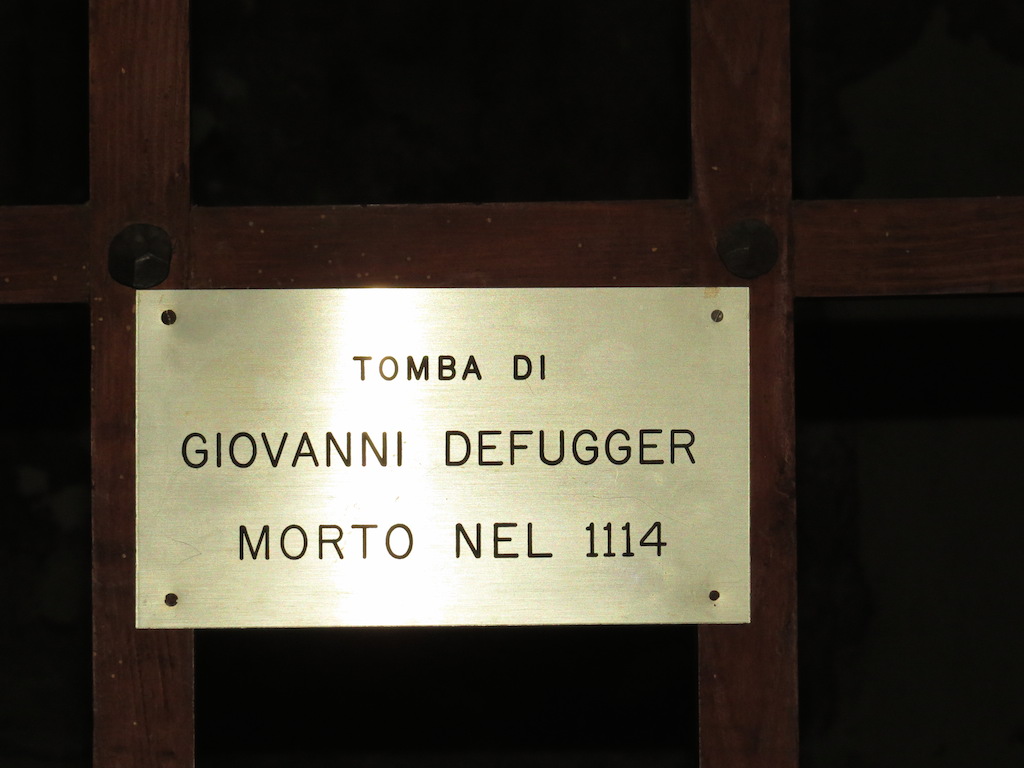 TOMBA DI
GIOVANNI DEFUGGER
MORTO NEL 1114